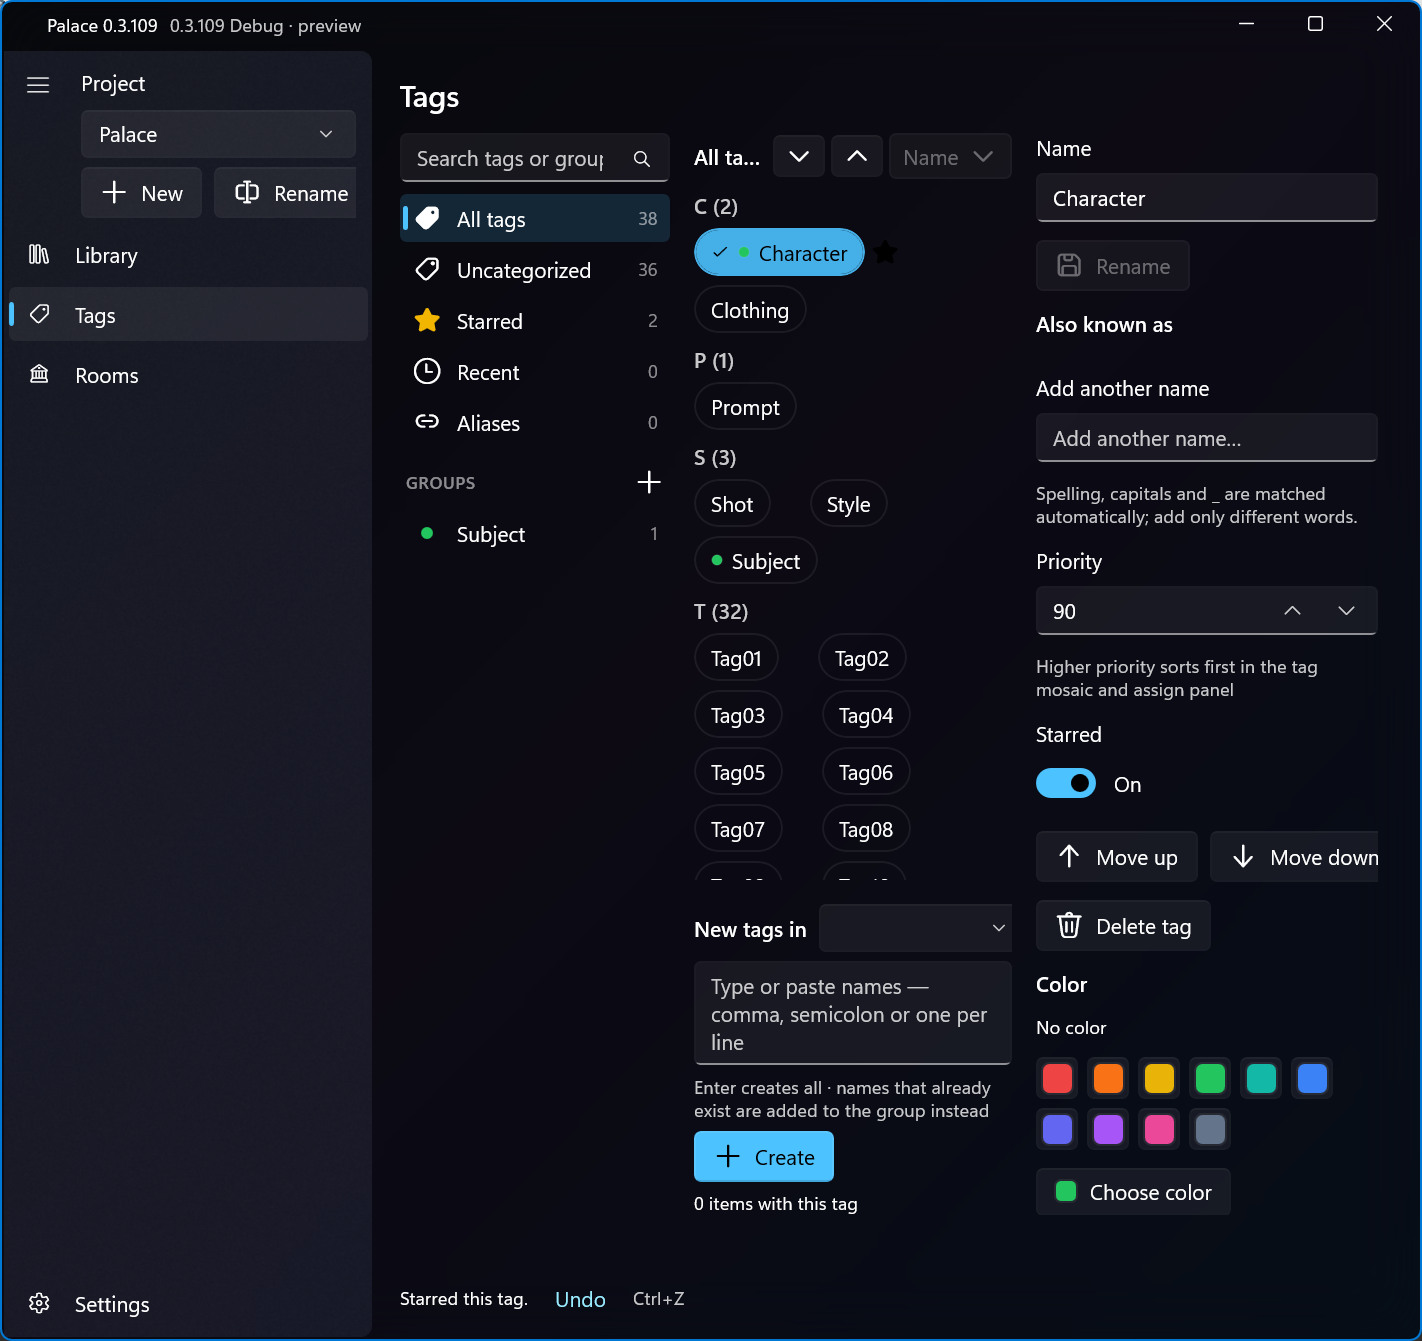 Palace 0.3.109 0.3.109 Debug · preview
Project
Palace
New
Rename
Library
Tags
Rooms
Settings
Tags
Search tags or group
All tags 38
Uncategorized 36
Starred 2
Recent 0
Aliases 0
GROUPS
Subject 1
All ta...
Name
C (2)
Character
Clothing
P (1)
Prompt
S (3)
Shot Style
Subject
T (32)
Tag01 Tag02
Tag03 Tag04
Tag05 Tag06
Tag07 Tag08
New tags in
Type or paste names —
comma, semicolon or one per
line
Enter creates all · names that already
exist are added to the group instead
Create
0 items with this tag
Name
Character
Rename
Also known as
Add another name
Add another name...
Spelling, capitals and _ are matched
automatically; add only different words.
Priority
90
Higher priority sorts first in the tag
mosaic and assign panel
Starred
On
Move up
Move down
Delete tag
Color
No color
Choose color
Starred this tag. Undo Ctrl+Z